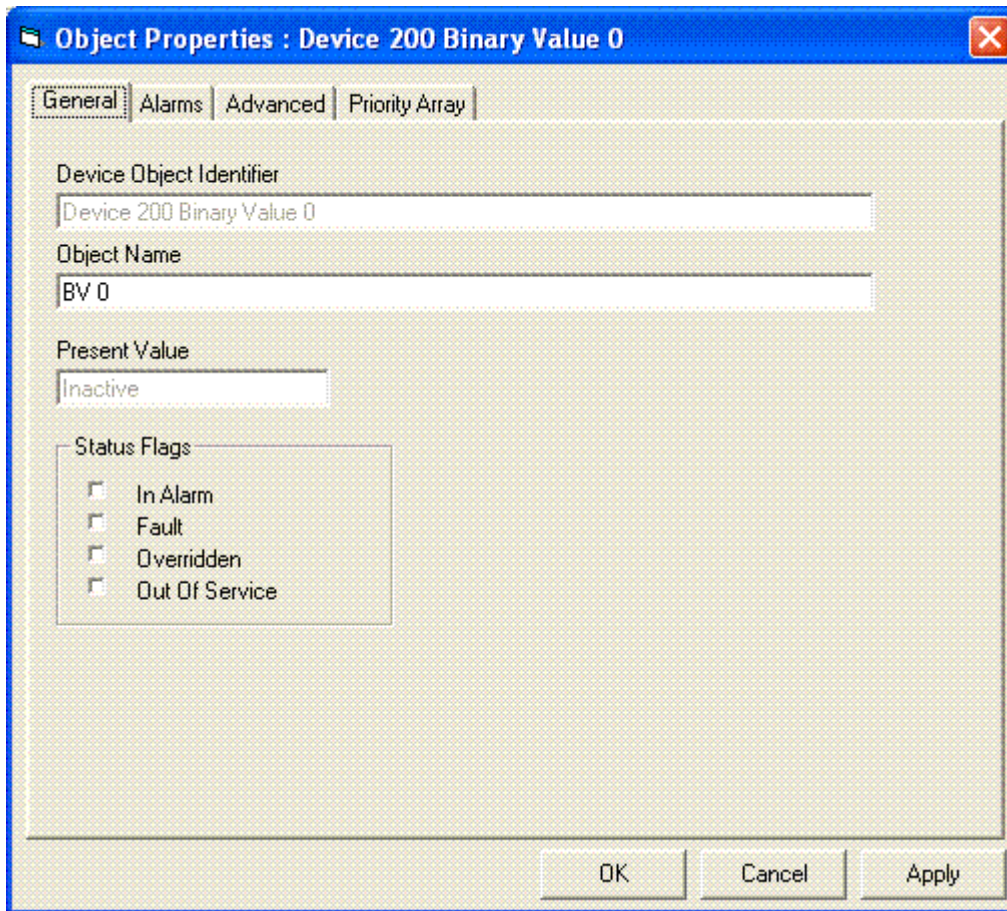 Object Properties : Device 200 Binary Value 0
General Alarms Advanced Priority Array
Device Object Identifier
Device 200 Binary Value 0
Object Name
BV 0
Present Value
Inactive
Status Flags
In Alarm
Fault
Overridden
Out Of Service
OK Cancel Apply